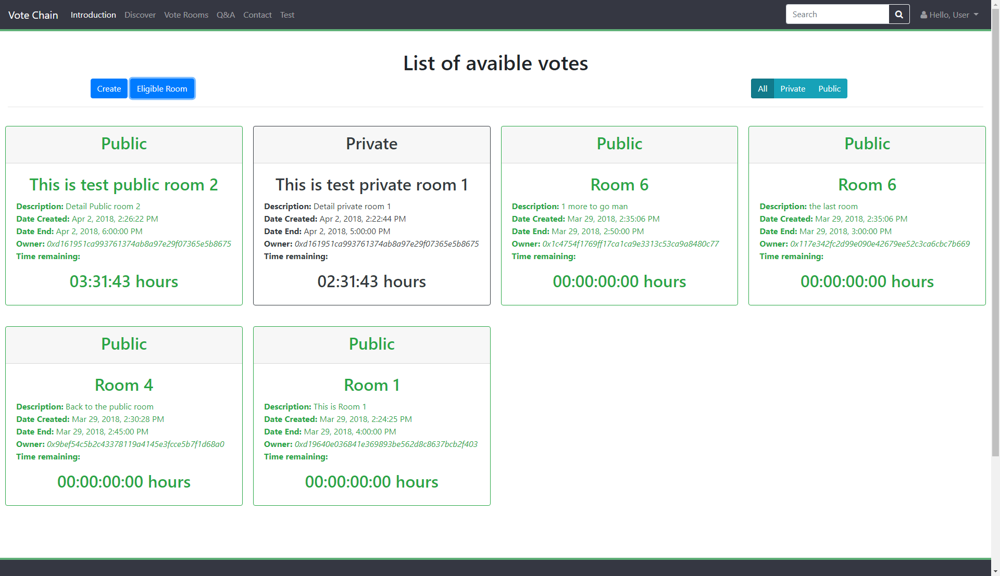 Vote Chain Introduction Discover Vote Rooms Q&A Contact Test Search Hello, User
List of avaible votes
Create Eligible Room All Private Public
Public
This is test public room 2
Description: Detail Public room 2
Date Created: Apr 2, 2018, 2:26:22 PM
Date End: Apr 2, 2018, 6:00:00 PM
Owner: 0xd161951ca993761374ab8a97e29f07365e5b8675
Time remaining:
03:31:43 hours
Private
This is test private room 1
Description: Detail private room 1
Date Created: Apr 2, 2018, 2:22:44 PM
Date End: Apr 2, 2018, 5:00:00 PM
Owner: 0xd161951ca993761374ab8a97e29f07365e5b8675
Time remaining:
02:31:43 hours
Public
Room 6
Description: 1 more to go man
Date Created: Mar 29, 2018, 2:35:06 PM
Date End: Mar 29, 2018, 2:50:00 PM
Owner: 0x1c4754f1769ff17ca1ca9e3313c53ca9a8480c77
Time remaining:
00:00:00:00 hours
Public
Room 6
Description: the last room
Date Created: Mar 29, 2018, 2:35:06 PM
Date End: Mar 29, 2018, 3:00:00 PM
Owner: 0x117e342fc2d99e090e42679ee52c3ca6cbc7b669
Time remaining:
00:00:00:00 hours
Public
Room 4
Description: Back to the public room
Date Created: Mar 29, 2018, 2:30:28 PM
Date End: Mar 29, 2018, 2:45:00 PM
Owner: 0x9bef54c5b2c43378119a4145e3fcce5b7f1d68a0
Time remaining:
00:00:00:00 hours
Public
Room 1
Description: This is Room 1
Date Created: Mar 29, 2018, 2:24:25 PM
Date End: Mar 29, 2018, 4:00:00 PM
Owner: 0xd19640e036841e369893be562d8c8637bcb2f403
Time remaining:
00:00:00:00 hours